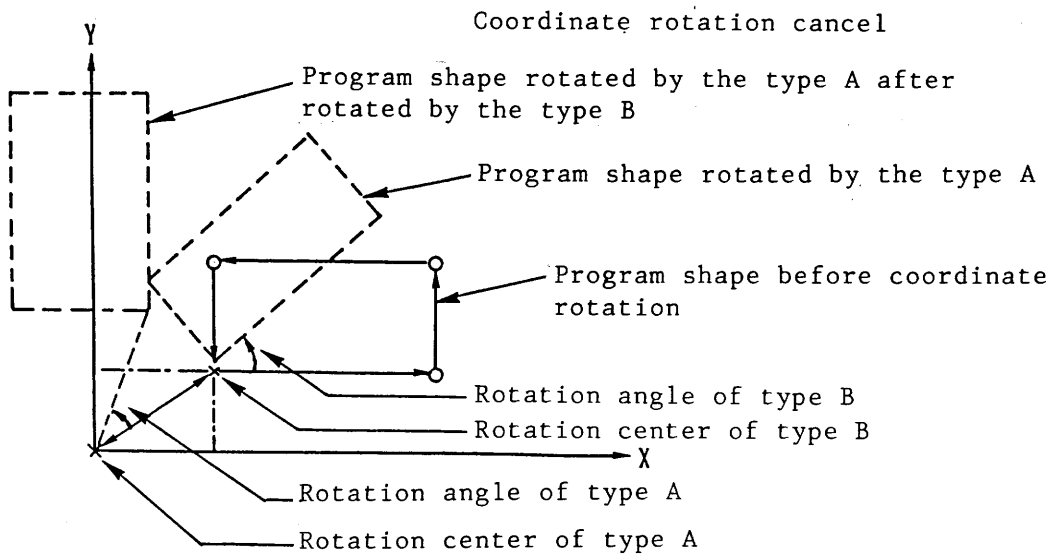 Coordinate rotation cancel
Y
Program shape rotated by the type A after
rotated by the type B
Program shape rotated by the type A
Program shape before coordinate
rotation
Rotation angle of type B
Rotation center of type B
X
Rotation angle of type A
Rotation center of type A